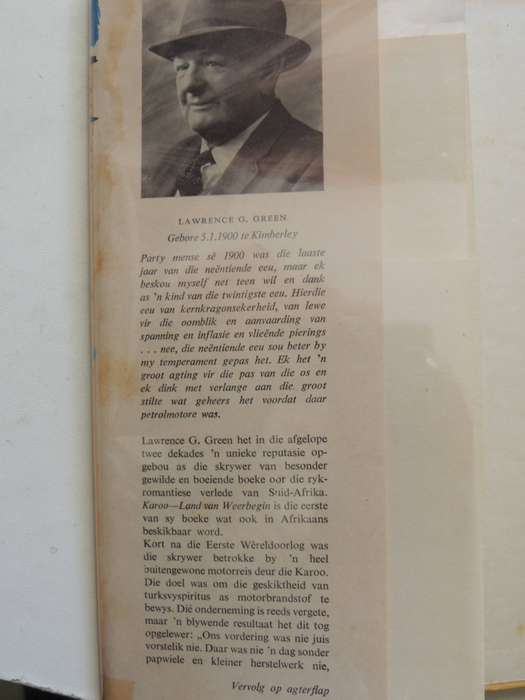 LAWRENCE G. GREEN
Gebore 5.1.1900 te Kimberley
Party mense sê 1900 was die laaste
jaar van die neëntiende eeu, maar ek
beskou myself net teen wil en dank
as 'n kind van die twintigste eeu. Hierdie
eeu van kernkragonsekerheid, van lewe
vir die oomblik en aanvaarding van
spanning en inflasie en vlieënde pierings
. . . nee, die neëntiende eeu sou beter by
my temperament gepas het. Ek het 'n
groot agting vir die pas van die os en
ek dink met verlange aan die groot
stilte wat geheers het voordat daar
petrolmotore was.
Lawrence G. Green het in die afgelope
twee dekades 'n unieke reputasie op-
gebou as die skrywer van besonder
gewilde en boeiende boeke oor die ryk-
romantiese verlede van Suid-Afrika.
Karoo—Land van Weerbegin is die eerste
van sy boeke wat ook in Afrikaans
beskikbaar word.
Kort na die Eerste Wêreldoorlog was
die skrywer betrokke by 'n heel
buitengewone motorreis deur die Karoo.
Die doel was om die geskiktheid van
turksvyspiritus as motorbrandstof te
bewys. Dié onderneming is reeds vergete,
maar 'n blywende resultaat het dit tog
opgelewer: „Ons vordering was nie juis
vorstelik nie. Daar was nie 'n dag sonder
papwiele en kleiner herstelwerk nie,
Vervolg op agterflap